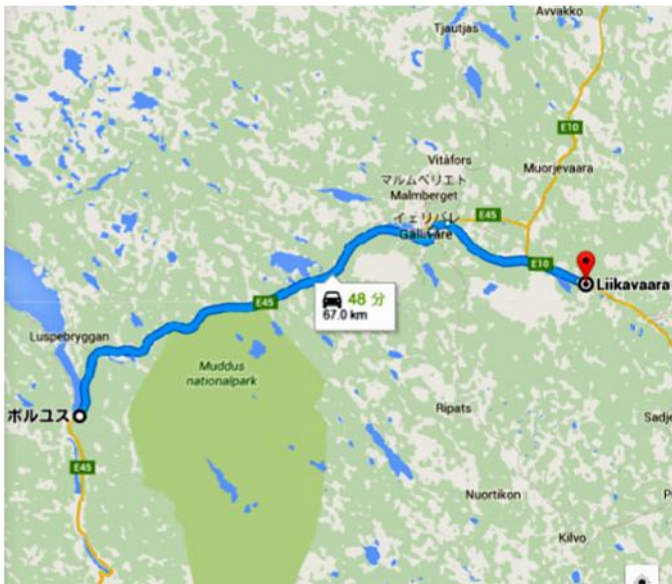 Avvakko
Tjautjas
E10
Vitåfors
マルムベリエト
Malmberget
Muorjevaara
イェリバレ
Gällivare
E45
E10
Liikavaara
48 分
67.0 km
E45
Luspebryggan
Muddus
nationalpark
ポルユス
Ripats
Sadje
E45
Nuortikon
P
Kilvo